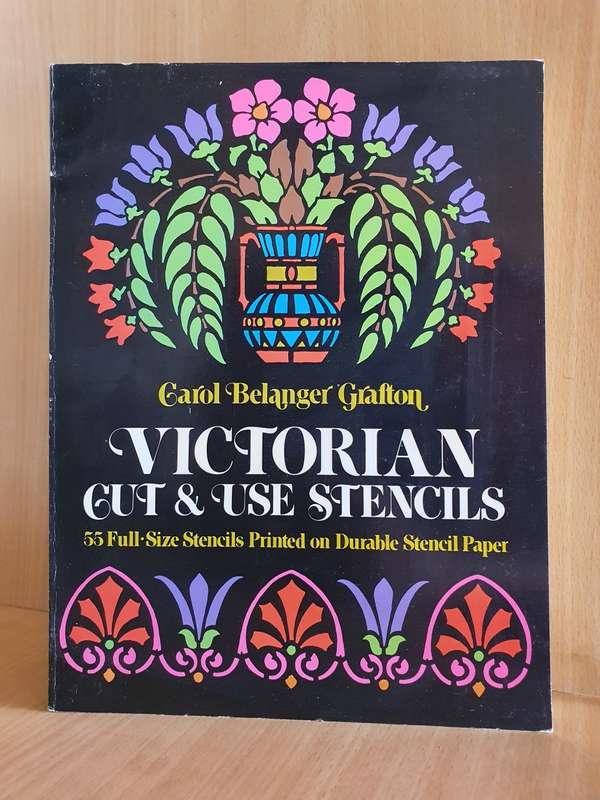 Carol Belanger Grafton
VICTORIAN
CUT & USE STENCILS
55 Full-Size Stencils Printed on Durable Stencil Paper